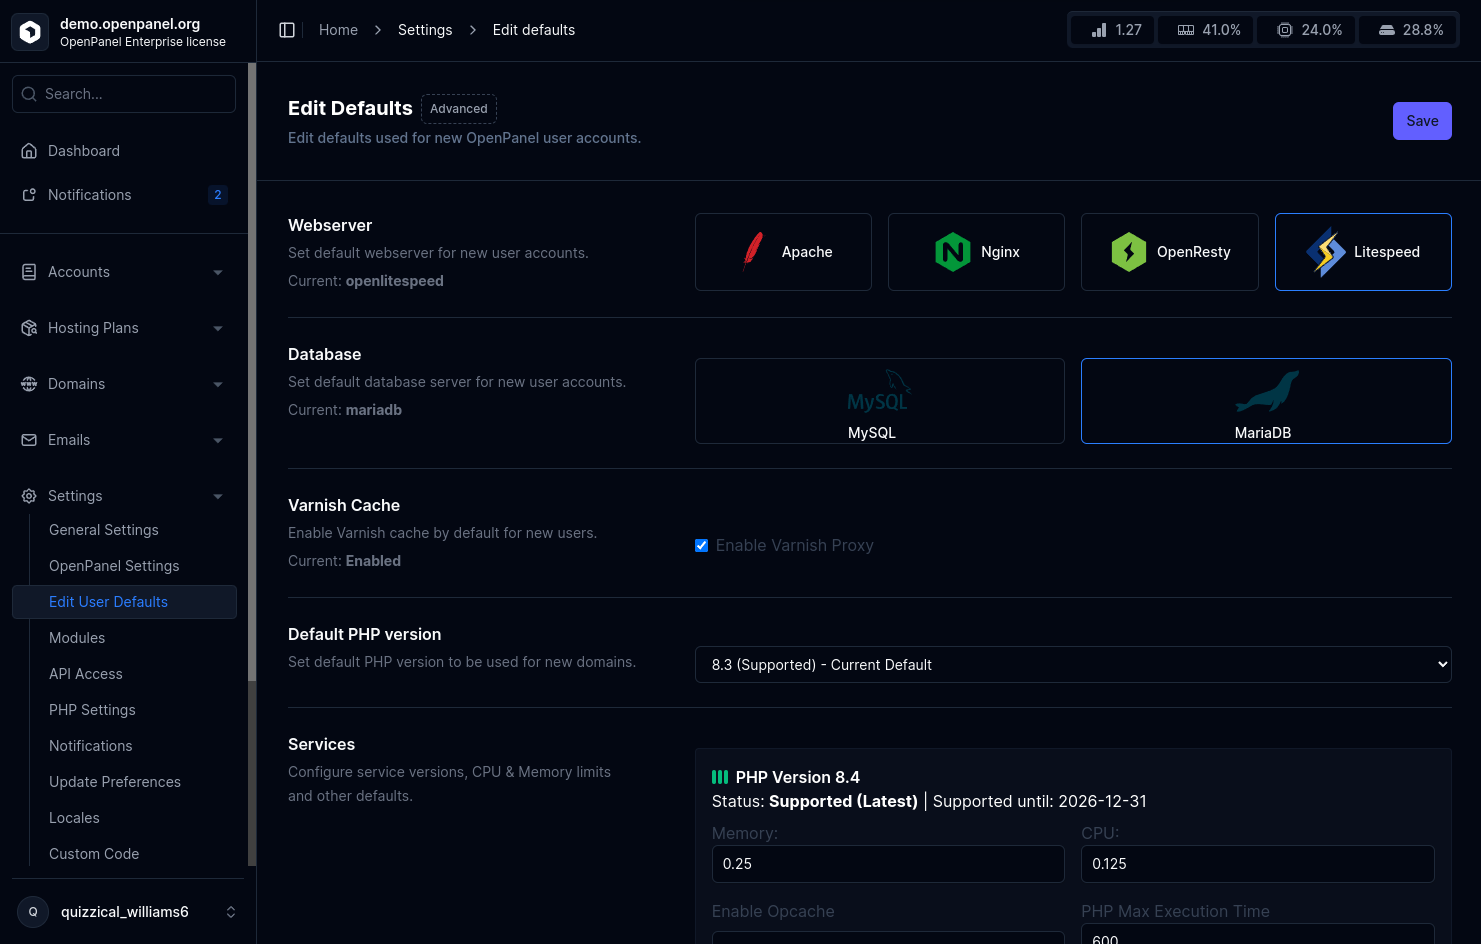 demo.openpanel.org
OpenPanel Enterprise license
Search...
Dashboard
Notifications 2
Accounts
Hosting Plans
Domains
Emails
Settings
General Settings
OpenPanel Settings
Edit User Defaults
Modules
API Access
PHP Settings
Notifications
Update Preferences
Locales
Custom Code
Q quizzical_williams6
Home > Settings > Edit defaults
1.27 41.0% 24.0% 28.8%
Edit Defaults Advanced
Edit defaults used for new OpenPanel user accounts.
Save
Webserver
Set default webserver for new user accounts.
Current: openlitespeed
Apache
Nginx
OpenResty
Litespeed
Database
Set default database server for new user accounts.
Current: mariadb
MySQL
MySQL
MariaDB
Varnish Cache
Enable Varnish cache by default for new users.
Current: Enabled
Enable Varnish Proxy
Default PHP version
Set default PHP version to be used for new domains.
8.3 (Supported) - Current Default
Services
Configure service versions, CPU & Memory limits
and other defaults.
PHP Version 8.4
Status: Supported (Latest) | Supported until: 2026-12-31
Memory: CPU:
0.25 0.125
Enable Opcache PHP Max Execution Time
600